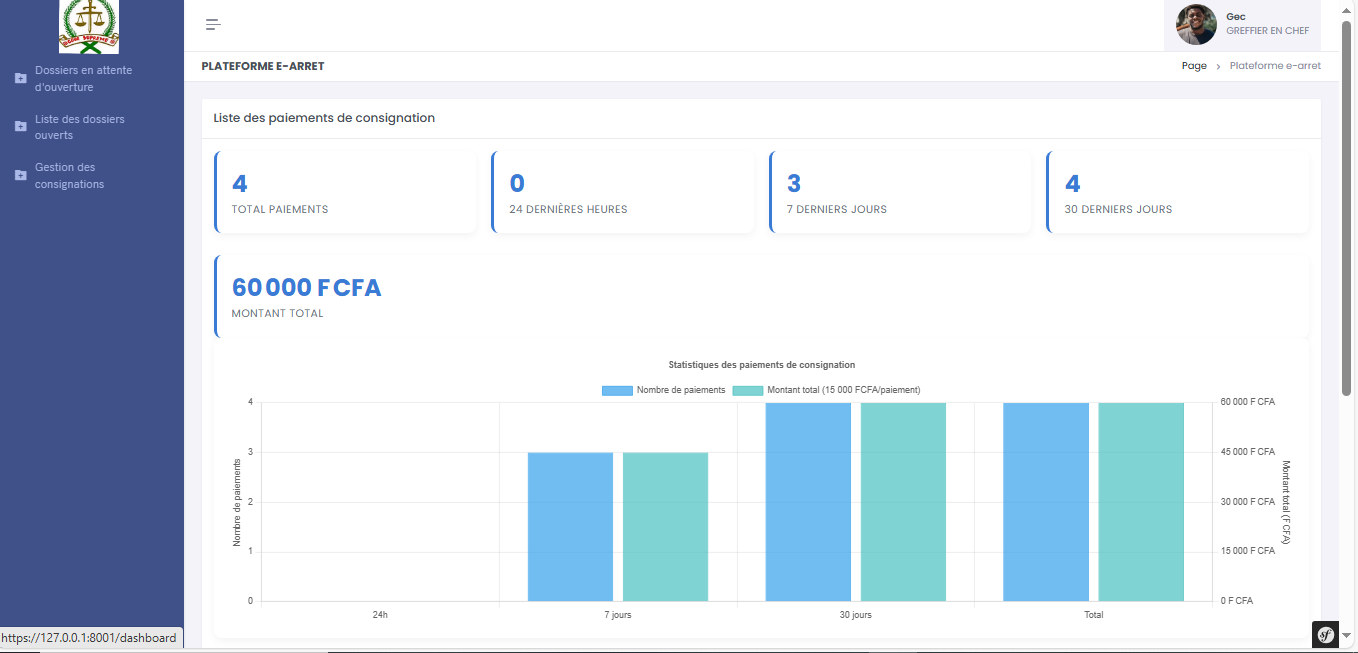 Gec
GREFFIER EN CHEF
Dossiers en attente
d'ouverture
Liste des dossiers
ouverts
Gestion des
consignations
PLATEFORME E-ARRET
Page › Plateforme e-arret
Liste des paiements de consignation
4
TOTAL PAIEMENTS
0
24 DERNIÈRES HEURES
3
7 DERNIERS JOURS
4
30 DERNIERS JOURS
60 000 F CFA
MONTANT TOTAL
Statistiques des paiements de consignation
Nombre de paiements
Montant total (15 000 FCFA/paiement)
Nombre de paiements
4
3
2
1
0
60 000 F CFA
45 000 F CFA
30 000 F CFA
15 000 F CFA
0 F CFA
Montant total (F CFA)
24h
7 jours
30 jours
Total
https://127.0.0.1:8001/dashboard
sf